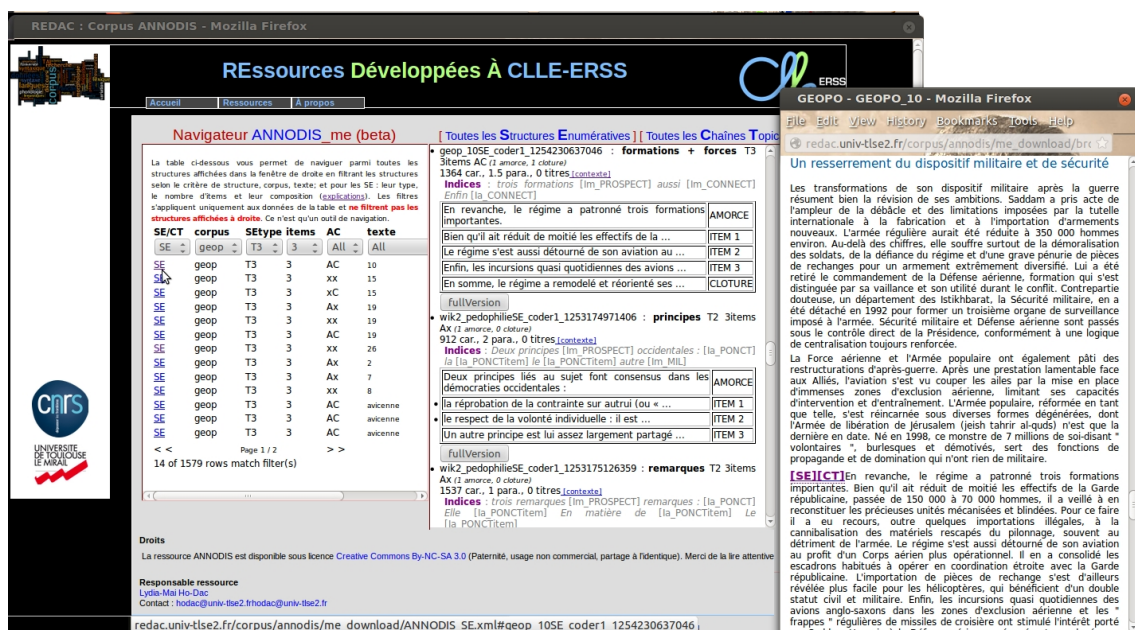 REDAC : Corpus ANNODIS - Mozilla Firefox
corpus
REssources Développées À CLLE-ERSS
ERSS
Accueil
Ressources
À propos
Navigateur ANNODIS_me (beta)
La table ci-dessous vous permet de naviguer parmi toutes les
structures affichées dans la fenêtre de droite en filtrant les structures
selon le critère de structure, corpus, texte; et pour les SE : leur type,
le nombre d'items et leur composition (explications). Les filtres
s'appliquent uniquement aux données de la table et ne filtrent pas les
structures affichées à droite. Ce n'est qu'un outil de navigation.
SE/CT corpus SEtype items AC texte
SE geop T3 3 All All
SE geop T3 3 AC 10
SE geop T3 3 xx 15
SE geop T3 3 xC 15
SE geop T3 3 Ax 19
SE geop T3 3 xx 19
SE geop T3 3 AC 19
SE geop T3 3 xx 26
SE geop T3 3 Ax 2
SE geop T3 3 Ax 7
SE geop T3 3 xx 8
SE geop T3 3 AC avicenne
SE geop T3 3 AC avicenne
SE geop T3 3 AC avicenne
< < Page 1 / 2 > >
14 of 1579 rows match filter(s)
CNRS
UNIVERSITE
DE TOULOUSE
LE MIRAIL
[ Toutes les Structures Enumératives ] [ Toutes les Chaînes Topic
geop_10SE_coder1_1254230637046 : formations + forces T3
3items AC (1 amorce, 1 cloture)
1364 car., 1.5 para., 0 titres [contexte]
Indices : trois formations [Im_PROSPECT] aussi [Im_CONNECT]
Enfin [Ia_CONNECT]
En revanche, le régime a patronné trois formations AMORCE
importantes.
Bien qu'il ait réduit de moitié les effectifs de la ... ITEM 1
Le régime s'est aussi détourné de son aviation au ... ITEM 2
Enfin, les incursions quasi quotidiennes des avions ... ITEM 3
En somme, le régime a remodelé et réorienté ses ... CLOTURE
fullVersion
wik2_pedophilieSE_coder1_1253174971406 : principes T2 3items
Ax (1 amorce, 0 cloture)
912 car., 2 para., 0 titres [contexte]
Indices : Deux principes [Im_PROSPECT] occidentales : [Ia_PONCT]
la [Ia_PONCTitem] le [Ia_PONCTitem] autre [Im_MIL]
Deux principes liés au sujet font consensus dans les AMORCE
démocraties occidentales :
la réprobation de la contrainte sur autrui (ou « ... ITEM 1
le respect de la volonté individuelle : il est ... ITEM 2
Un autre principe est lui assez largement partagé ... ITEM 3
fullVersion
wik2_pedophilieSE_coder1_1253175126359 : remarques T2 3items
Ax (1 amorce, 0 cloture)
1537 car., 1 para., 0 titres [contexte]
Indices : trois remarques [Im_PROSPECT] remarques : [Ia_PONCT]
Elle [Ia_PONCTitem] En matière de [Ia_PONCTitem] Le
[Ia_PONCTitem]
Droits
La ressource ANNODIS est disponible sous licence Creative Commons By-NC-SA 3.0 (Paternité, usage non commercial, partage à l'identique). Merci de la lire attentive
Responsable ressource
Lydia-Mai Ho-Dac
Contact : hodac@univ-tlse2.frhodac@univ-tlse2.fr
redac.univ-tlse2.fr/corpus/annodis/me_download/ANNODIS_SE.xml#geop_10SE_coder1_1254230637046
GEOPO - GEOPO_10 - Mozilla Firefox
File Edit View History Bookmarks Tools Help
redac.univ-tlse2.fr/corpus/annodis/me_download/bro
Un resserrement du dispositif militaire et de sécurité
Les transformations de son dispositif militaire après la guerre
résument bien la révision de ses ambitions. Saddam a pris acte de
l'ampleur de la débâcle et des limitations imposées par la tutelle
internationale à la fabrication et à l'importation d'armements
nouveaux. L'armée régulière aurait été réduite à 350 000 hommes
environ. Au-delà des chiffres, elle souffre surtout de la démoralisation
des soldats, de la défiance du régime et d'une grave pénurie de pièces
de rechanges pour un armement extrêmement diversifié. Lui a été
retiré le commandement de la Défense aérienne, formation qui s'est
distinguée par sa vaillance et son utilité durant le conflit. Contrepartie
douteuse, un département des Istikhbarat, la Sécurité militaire, en a
été détaché en 1992 pour former un troisième organe de surveillance
imposé à l'armée. Sécurité militaire et Défense aérienne sont passés
sous le contrôle direct de la Présidence, conformément à une logique
de centralisation toujours renforcée.
La Force aérienne et l'Armée populaire ont également pâti des
restructurations d'après-guerre. Après une prestation lamentable face
aux Alliés, l'aviation s'est vu couper les ailes par la mise en place
d'immenses zones d'exclusion aérienne, limitant ses capacités
d'intervention et d'entraînement. L'Armée populaire, réformée en tant
que telle, s'est réincarnée sous diverses formes dégénérées, dont
l'Armée de libération de Jérusalem (jeish tahrir al-quds) n'est que la
dernière en date. Né en 1998, ce monstre de 7 millions de soi-disant "
volontaires ", burlesques et démotivés, sert des fonctions de
propagande et de domination qui n'ont rien de militaire.
[SE][CT]En revanche, le régime a patronné trois formations
importantes. Bien qu'il ait réduit de moitié les effectifs de la Garde
républicaine, passée de 150 000 à 70 000 hommes, il a veillé à en
reconstituer les précieuses unités mécanisées et blindées. Pour ce faire
il a eu recours, outre quelques importations illégales, à la
cannibalisation des matériels rescapés du pilonnage, souvent au
détriment de l'armée. Le régime s'est aussi détourné de son aviation
au profit d'un Corps aérien plus opérationnel. Il en a consolidé les
escadrons habitués à opérer en coordination étroite avec la Garde
républicaine. L'importation de pièces de rechange s'est d'ailleurs
révélée plus facile pour les hélicoptères, qui bénéficient d'un double
statut civil et militaire. Enfin, les incursions quasi quotidiennes des
avions anglo-saxons dans les zones d'exclusion aérienne et les "
frappes " régulières de missiles de croisière ont stimulé l'intérêt porté